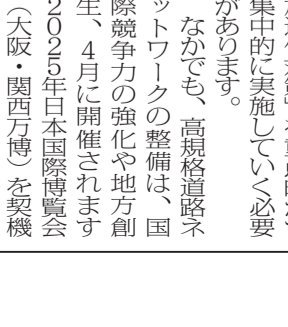 集中的に実施していく必要
があります。
　なかでも、高規格道路ネ
ットワークの整備は、国
際競争力の強化や地方創
生、４月に開催されます
２０２５年日本国際博覧会
（大阪・関西万博）を契機